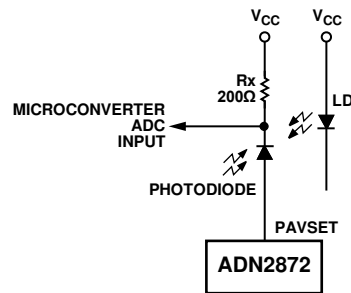 VCC
VCC
Rx
200Ω
MICROCONVERTER
ADC
INPUT
LD
PHOTODIODE
PAVSET
ADN2872